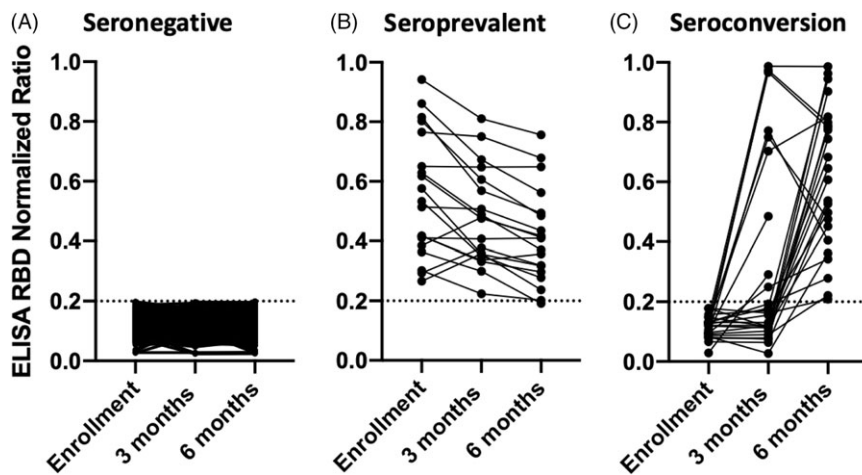 (A) Seronegative
(B) Seroprevalent
(C) Seroconversion
ELISA RBD Normalized Ratio
1.0
0.8
0.6
0.4
0.2
0.0
Enrollment
3 months
6 months
1.0
0.8
0.6
0.4
0.2
0.0
Enrollment
3 months
6 months
1.0
0.8
0.6
0.4
0.2
0.0
Enrollment
3 months
6 months